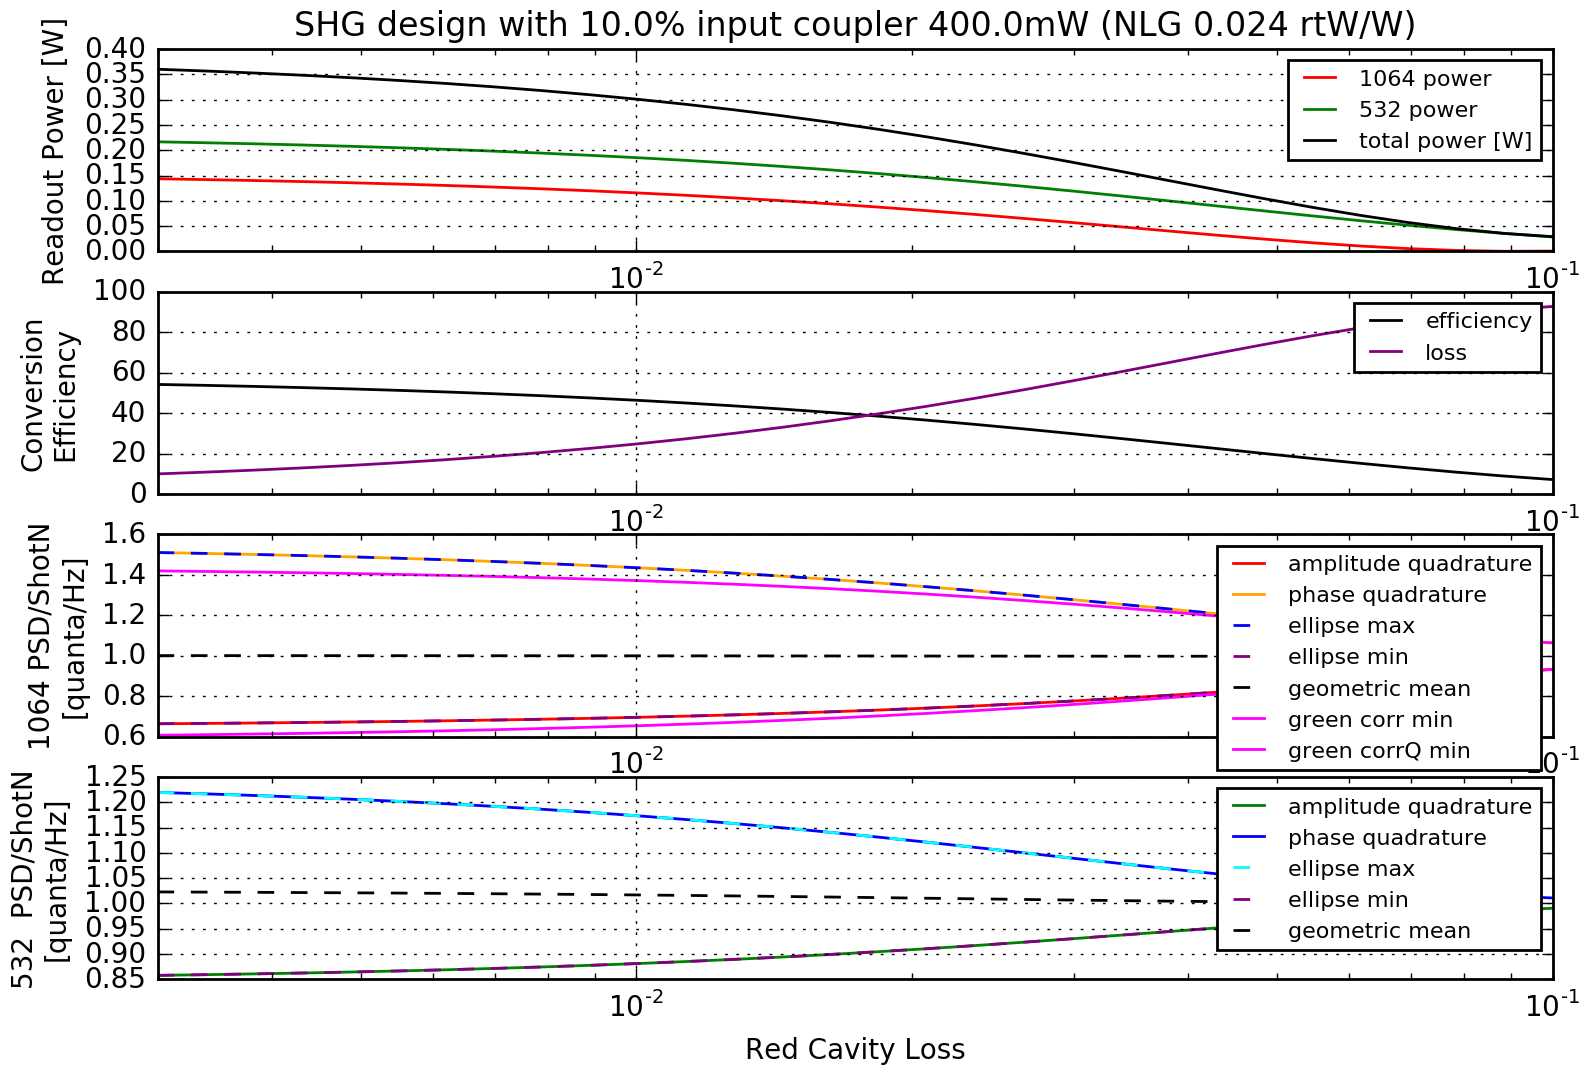 SHG design with 10.0% input coupler 400.0mW (NLG 0.024 rtW/W)
Readout Power [W]
0.40
0.35
0.30
0.25
0.20
0.15
0.10
0.05
0.00
1064 power
532 power
total power [W]
10-2
10-1
Conversion
Efficiency
100
80
60
40
20
0
efficiency
loss
10-2
10-1
1064 PSD/ShotN
[quanta/Hz]
1.6
1.4
1.2
1.0
0.8
0.6
amplitude quadrature
phase quadrature
ellipse max
ellipse min
geometric mean
green corr min
green corrQ min
10-2
10-1
532 PSD/ShotN
[quanta/Hz]
1.25
1.20
1.15
1.10
1.05
1.00
0.95
0.90
0.85
amplitude quadrature
phase quadrature
ellipse max
ellipse min
geometric mean
10-2
10-1
Red Cavity Loss